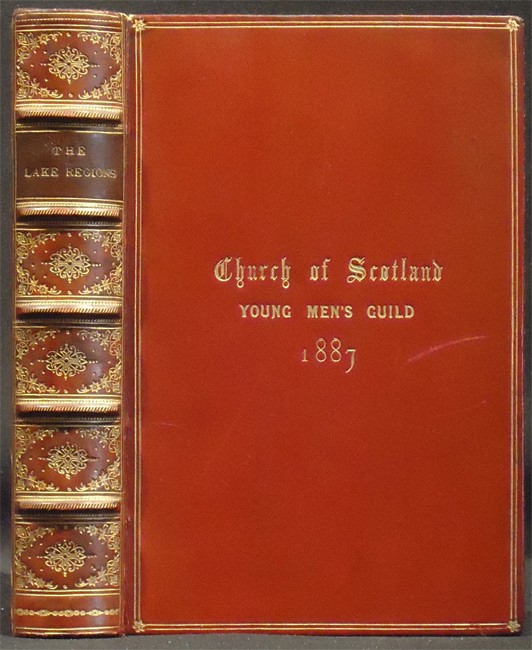 THE
LAKE REGIONS
Church of Scotland
YOUNG MEN'S GUILD
1887